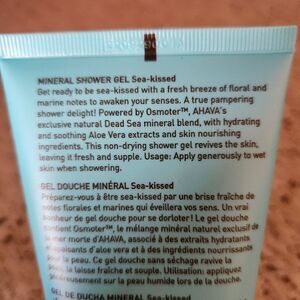 MINERAL SHOWER GEL Sea-kissed
Get ready to be sea-kissed with a fresh breeze of floral and
marine notes to awaken your senses. A true pampering
shower delight! Powered by Osmoter™, AHAVA's
exclusive natural Dead Sea mineral blend, with hydrating
and soothing Aloe Vera extracts and skin nourishing
ingredients. This non-drying shower gel revives the skin,
leaving it fresh and supple. Usage: Apply generously to wet
skin when showering.
GEL DOUCHE MINÉRAL Sea-kissed
Préparez-vous à être sea-kissed par une brise fraîche de
notes florales et marines qui éveillera vos sens. Un vrai
bonheur de gel douche pour se dorloter! Le gel douche
contient Osmoter™, le mélange minéral naturel exclusif de
la mer morte d'AHAVA, associé à des extraits hydratants
et apaisants d'aloe vera et à des ingrédients nourrissants
pour la peau. Ce gel douche sans séchage ravive la
peau, la laisse fraîche et souple. Utilisation: appliquez
généreusement sur la peau humide lors de la douche.
GEL DE DUCHA MINERAL Sea-kissed